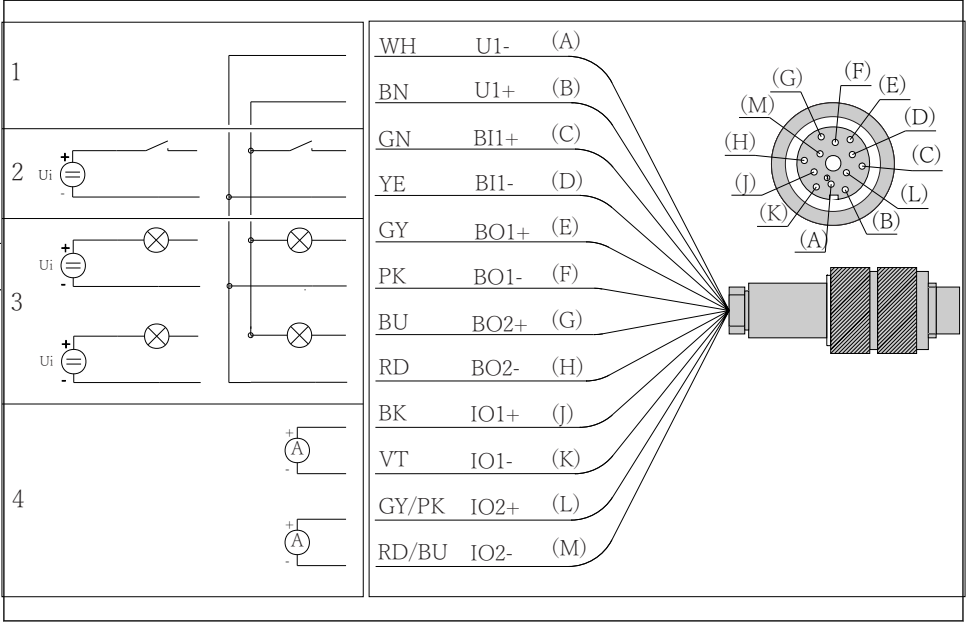 1
2
Ui
+
-
3
Ui
+
-
Ui
+
-
4
+
A
-
+
A
-
WH U1- (A)
BN U1+ (B)
GN BI1+ (C)
YE BI1- (D)
GY BO1+ (E)
PK BO1- (F)
BU BO2+ (G)
RD BO2- (H)
BK IO1+ (J)
VT IO1- (K)
GY/PK IO2+ (L)
RD/BU IO2- (M)
(G) (F) (E)
(M) (D)
(H) (C)
(J) (L)
(K) (A) (B)